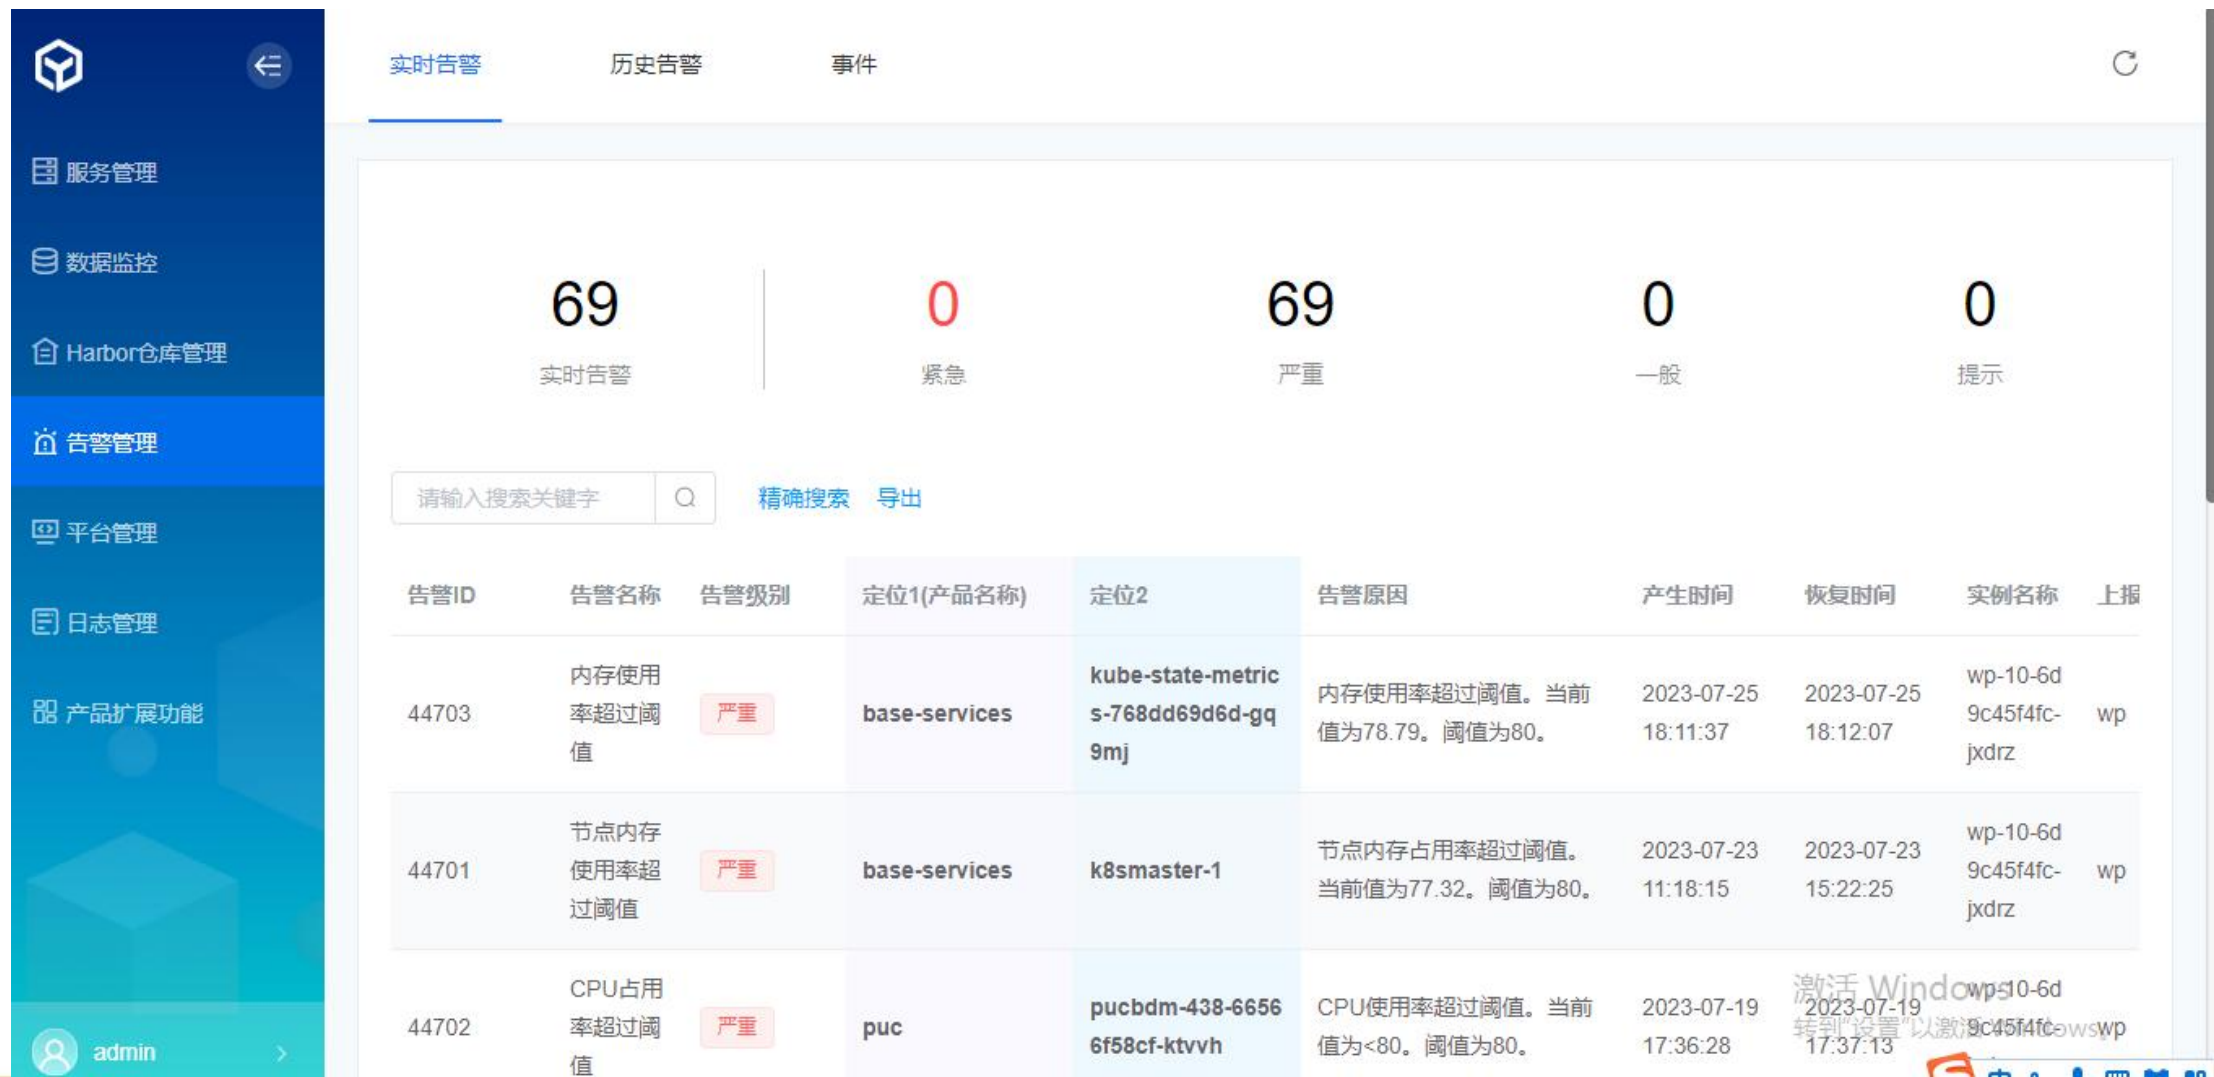 实时告警
历史告警
事件
服务管理
数据监控
Harbor仓库管理
告警管理
平台管理
日志管理
产品扩展功能
admin
69
实时告警
0
紧急
69
严重
0
一般
0
提示
请输入搜索关键字
精确搜索 导出
告警ID 告警名称 告警级别 定位1(产品名称) 定位2 告警原因 产生时间 恢复时间 实例名称 上报
44703
内存使用
率超过阈
值
严重
base-services
kube-state-metric
s-768dd69d6d-gq
9mj
内存使用率超过阈值。当前
值为78.79。阈值为80。
2023-07-25
18:11:37
2023-07-25
18:12:07
wp-10-6d
9c45f4fc-
jxdrz
wp
44701
节点内存
使用率超
过阈值
严重
base-services
k8smaster-1
节点内存占用率超过阈值。
当前值为77.32。阈值为80。
2023-07-23
11:18:15
2023-07-23
15:22:25
wp-10-6d
9c45f4fc-
jxdrz
wp
44702
CPU占用
率超过阈
值
严重
puc
pucbdm-438-6656
6f58cf-ktvvh
CPU使用率超过阈值。当前
值为<80。阈值为80。
2023-07-19
17:36:28
2023-07-19
17:37:13
wp-10-6d
9c45f4fc-
wp
激活 Windows
转到"设置"以激活 Windows